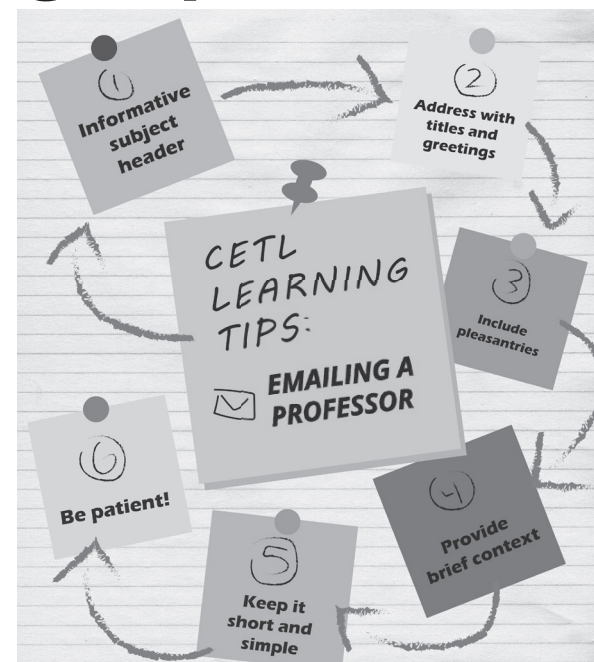 CETL
LEARNING
TIPS:
EMAILING A
PROFESSOR
1
Informative
subject
header
2
Address with
titles and
greetings
3
Include
pleasantries
4
Provide
brief context
5
Keep it
short and
simple
6
Be patient!